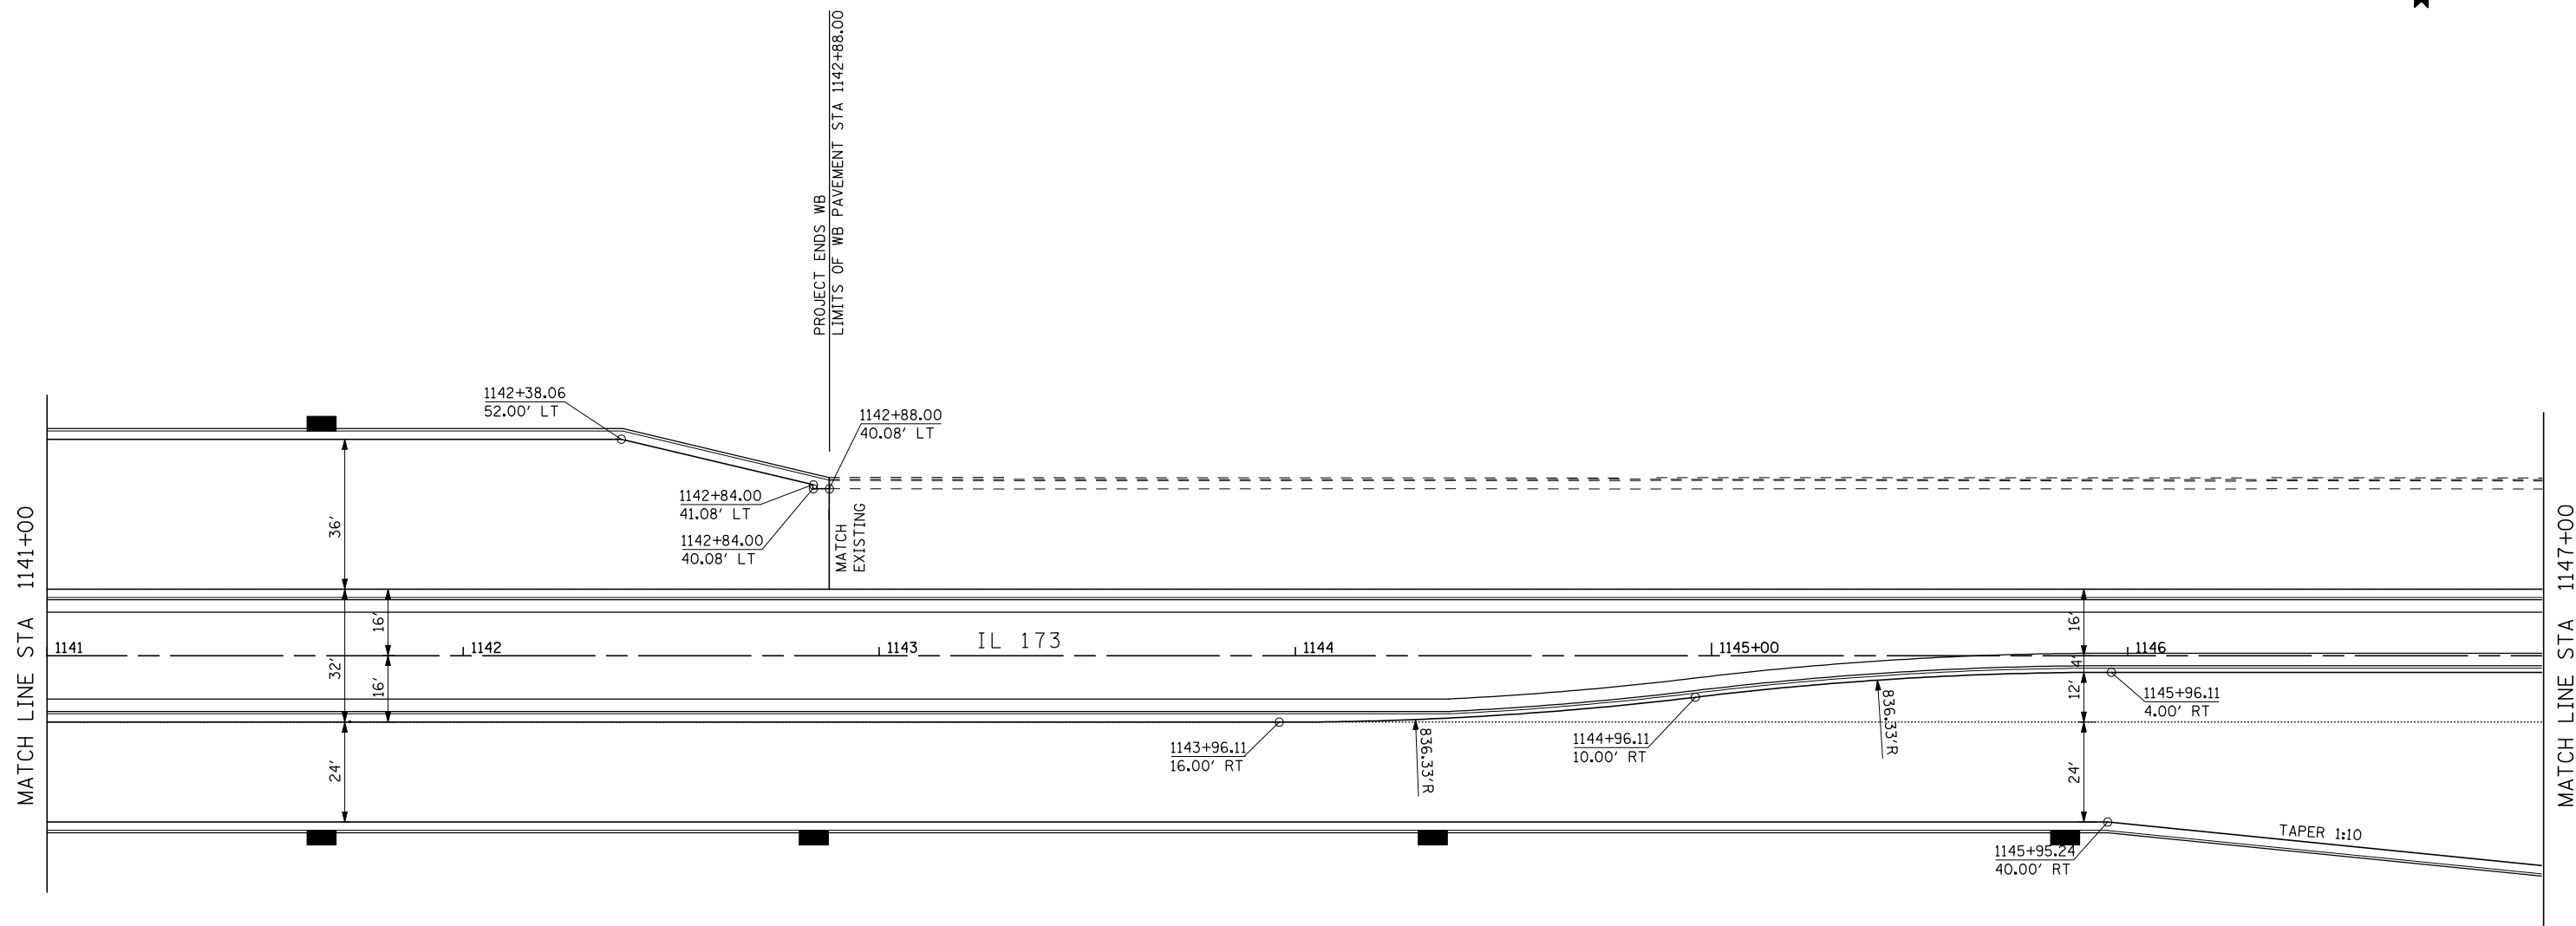 PROJECT ENDS WB
LIMITS OF WB PAVEMENT STA 1142+88.00
1142+38.06
52.00' LT
1142+88.00
40.08' LT
1142+84.00
41.08' LT
1142+84.00
40.08' LT
MATCH
EXISTING
MATCH LINE STA 1141+00
MATCH LINE STA 1147+00
36'
16'
32'
16'
24'
1141
1142
1143
IL 173
1144
1145+00
1146
16'
4'
12'
24'
1145+96.11
4.00' RT
1143+96.11
16.00' RT
836.33'R
1144+96.11
10.00' RT
836.33'R
1145+95.24
40.00' RT
TAPER 1:10